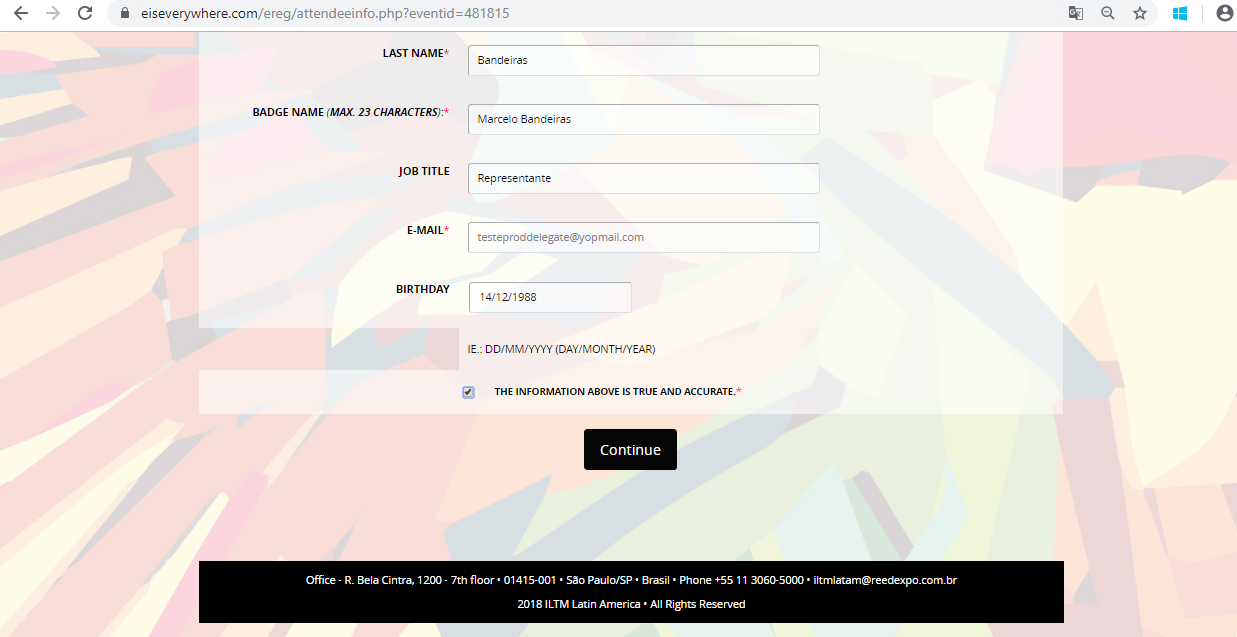 eiseverywhere.com/ereg/attendeeinfo.php?eventid=481815
LAST NAME*
Bandeiras
BADGE NAME (MAX. 23 CHARACTERS):*
Marcelo Bandeiras
JOB TITLE
Representante
E-MAIL*
testeproddelegate@yopmail.com
BIRTHDAY
14/12/1988
IE.: DD/MM/YYYY (DAY/MONTH/YEAR)
THE INFORMATION ABOVE IS TRUE AND ACCURATE.*
Continue
Office - R. Bela Cintra, 1200 - 7th floor • 01415-001 • São Paulo/SP • Brasil • Phone +55 11 3060-5000 • iltmlatam@reedexpo.com.br
2018 ILTM Latin America • All Rights Reserved